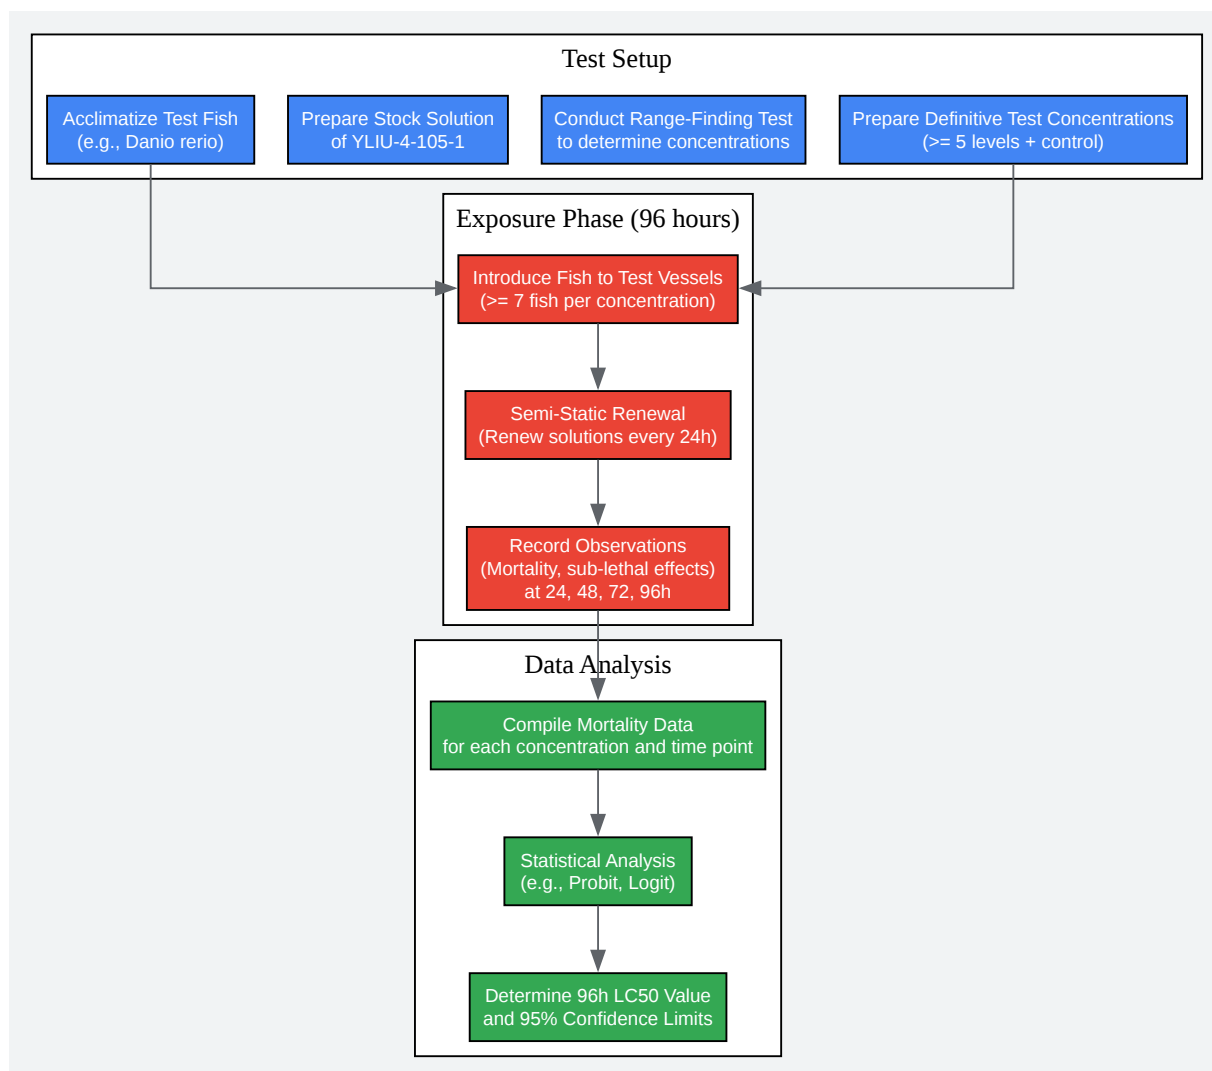 Test Setup
Acclimatize Test Fish
(e.g., Danio rerio)
Prepare Stock Solution
of YLIU-4-105-1
Conduct Range-Finding Test
to determine concentrations
Prepare Definitive Test Concentrations
(>= 5 levels + control)
Exposure Phase (96 hours)
Introduce Fish to Test Vessels
(>= 7 fish per concentration)
Semi-Static Renewal
(Renew solutions every 24h)
Record Observations
(Mortality, sub-lethal effects)
at 24, 48, 72, 96h
Data Analysis
Compile Mortality Data
for each concentration and time point
Statistical Analysis
(e.g., Probit, Logit)
Determine 96h LC50 Value
and 95% Confidence Limits